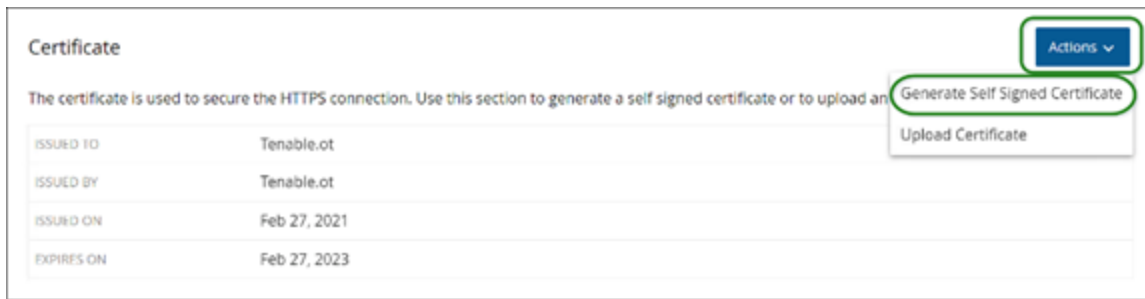 Certificate
Actions
The certificate is used to secure the HTTPS connection. Use this section to generate a self signed certificate or to upload an
Generate Self Signed Certificate
Upload Certificate
ISSUED TO Tenable.ot
ISSUED BY Tenable.ot
ISSUED ON Feb 27, 2021
EXPIRES ON Feb 27, 2023